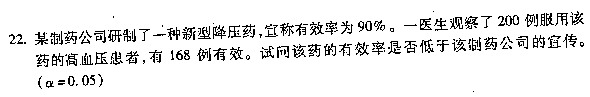 22. 某制药公司研制了一种新型降压药,宣称有效率为90%。一医生观察了200例服用该
药的高血压患者,有168例有效。试问该药的有效率是否低于该制药公司的宣传。
(α=0.05)